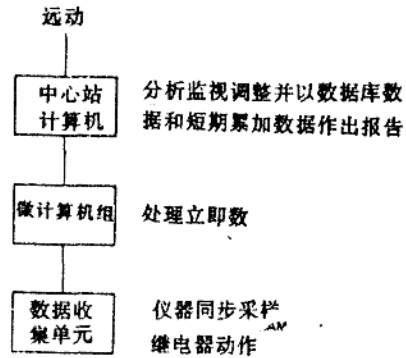 远动
中心站
计算机
分析监视调整并以数据库数
据和短期累加数据作出报告
微计算机组
处理立即数
数据收
集单元
仪器同步采样
继电器动作